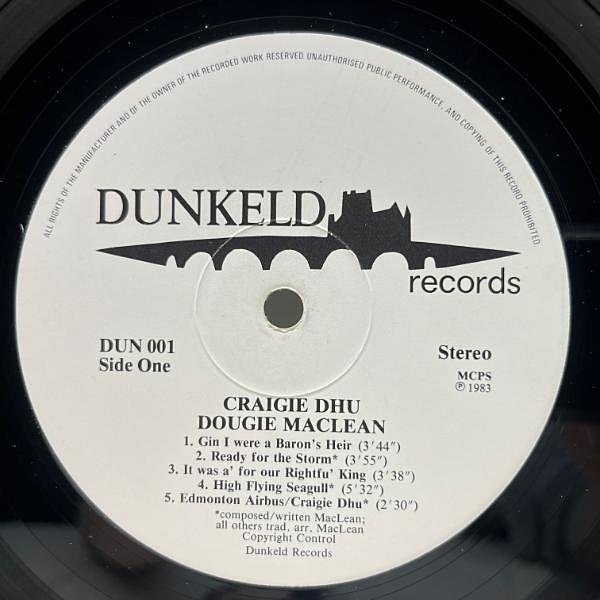 ALL RIGHTS OF THE MANUFACTURER AND OF THE OWNER OF THE RECORDED WORK RESERVED. UNAUTHORISED PUBLIC PERFORMANCE, AND COPYING OF THIS RECORD PROHIBITED.
DUNKELD
records
DUN 001
Side One
Stereo
MCPS
℗ 1983
CRAIGIE DHU
DOUGIE MACLEAN
1. Gin I were a Baron's Heir (3'44")
2. Ready for the Storm* (3'55")
3. It was a' for our Rightfu' King (3'38")
4. High Flying Seagull* (5'32")
5. Edmonton Airbus/Craigie Dhu* (2'30")
*composed/written MacLean;
all others trad, arr. MacLean
Copyright Control
Dunkeld Records